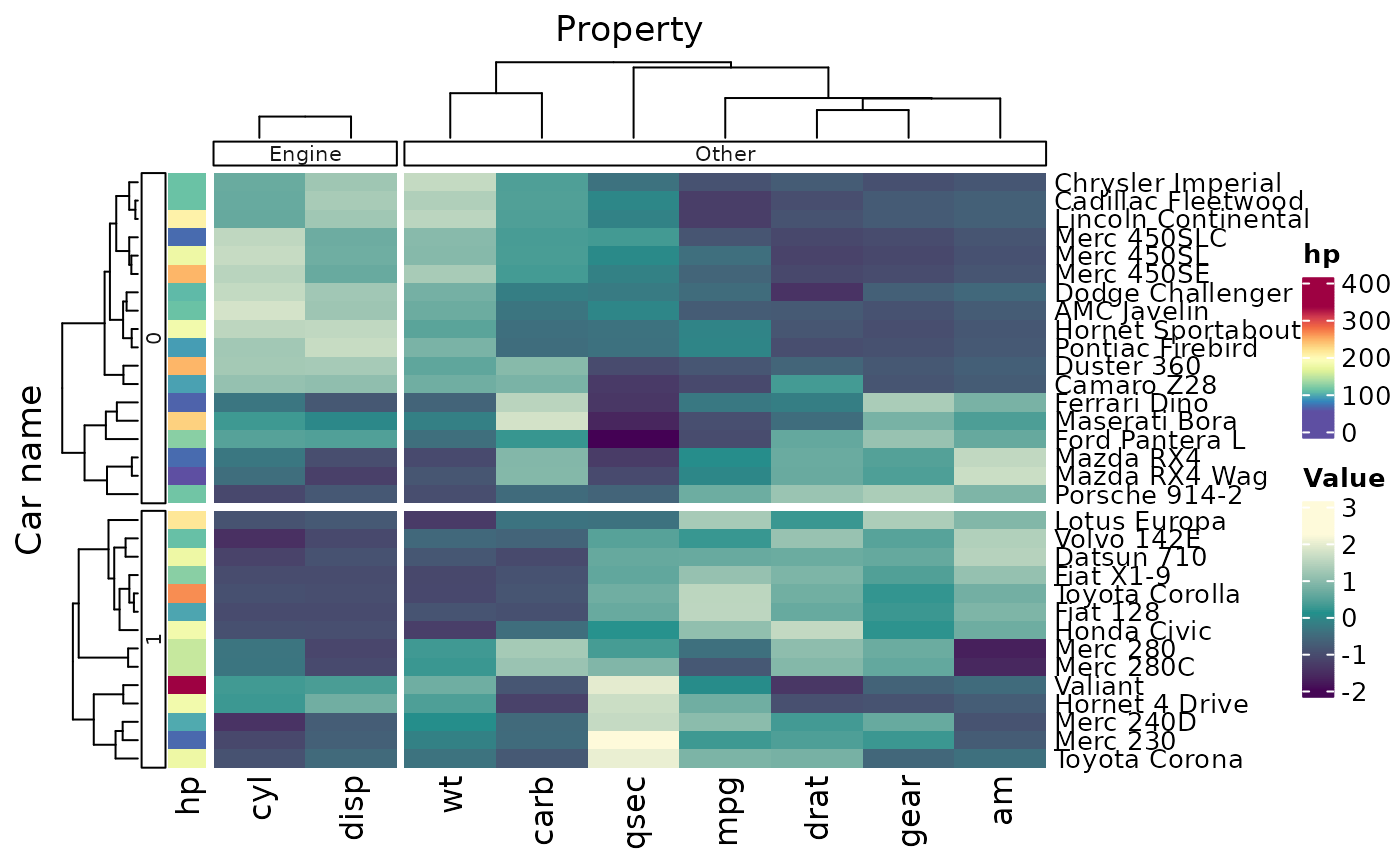 Property
Engine
Other
Car name
0
1
Chrysler Imperial
Cadillac Fleetwood
Lincoln Continental
Merc 450SLC
Merc 450SL
Merc 450SE
Dodge Challenger
AMC Javelin
Hornet Sportabout
Pontiac Firebird
Duster 360
Camaro Z28
Ferrari Dino
Maserati Bora
Ford Pantera L
Mazda RX4
Mazda RX4 Wag
Porsche 914-2
Lotus Europa
Volvo 142E
Datsun 710
Fiat X1-9
Toyota Corolla
Fiat 128
Honda Civic
Merc 280
Merc 280C
Valiant
Hornet 4 Drive
Merc 240D
Merc 230
Toyota Corona
hp
cyl
disp
wt
carb
qsec
mpg
drat
gear
am
hp
400
300
200
100
0
Value
3
2
1
0
-1
-2